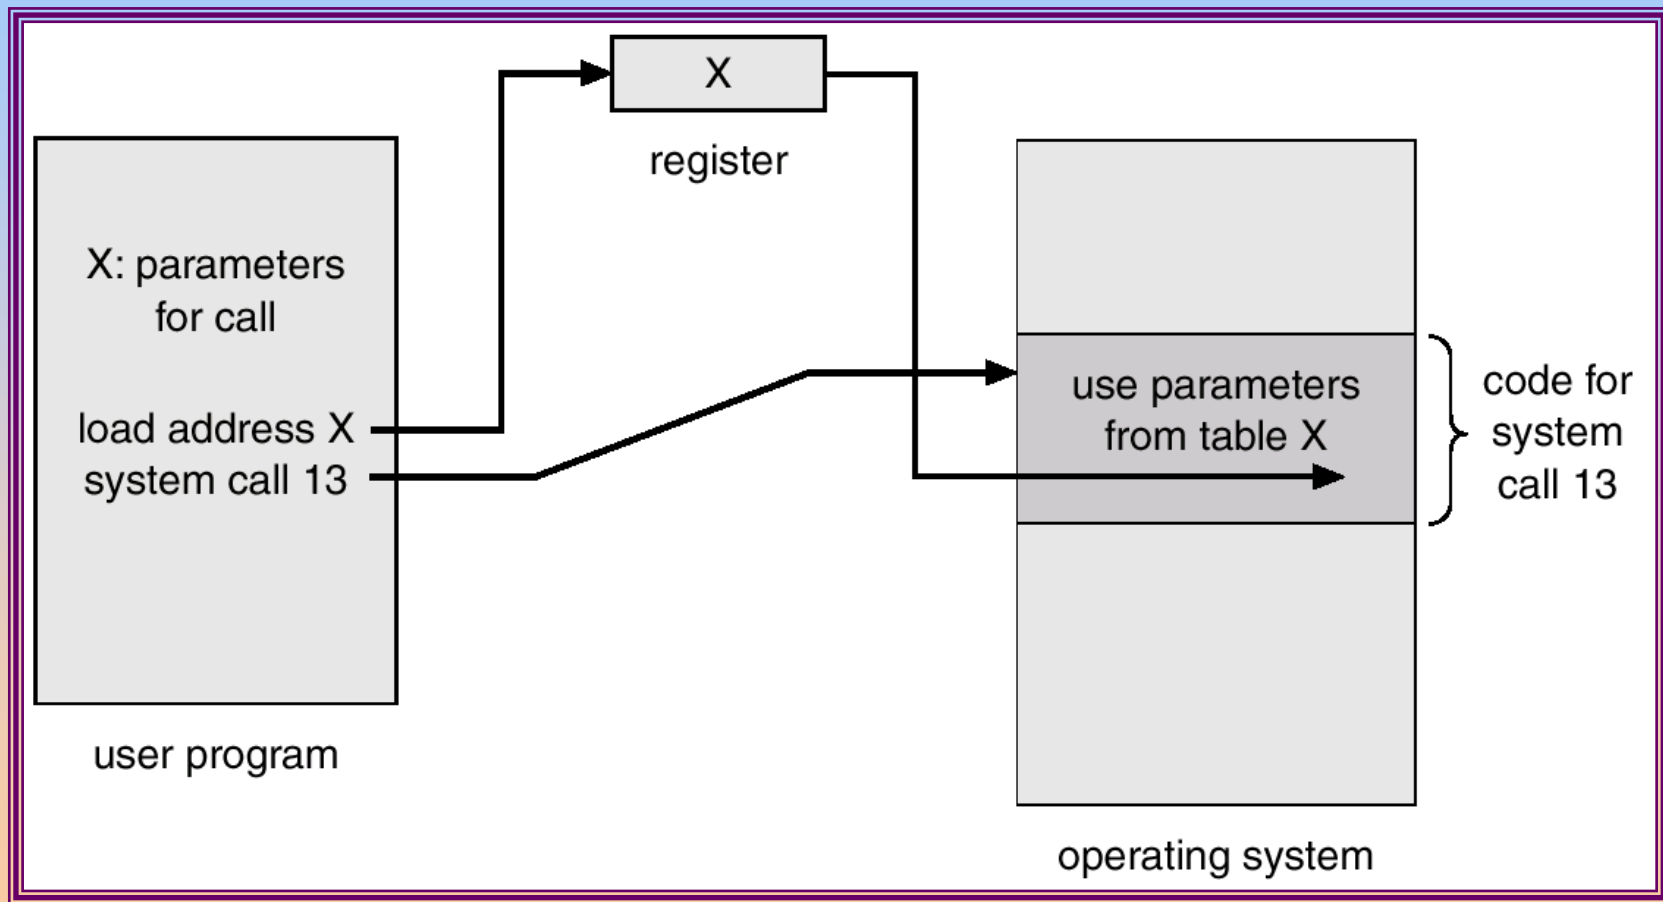 X
register
X: parameters
for call
load address X
system call 13
user program
use parameters
from table X
code for
system
call 13
operating system